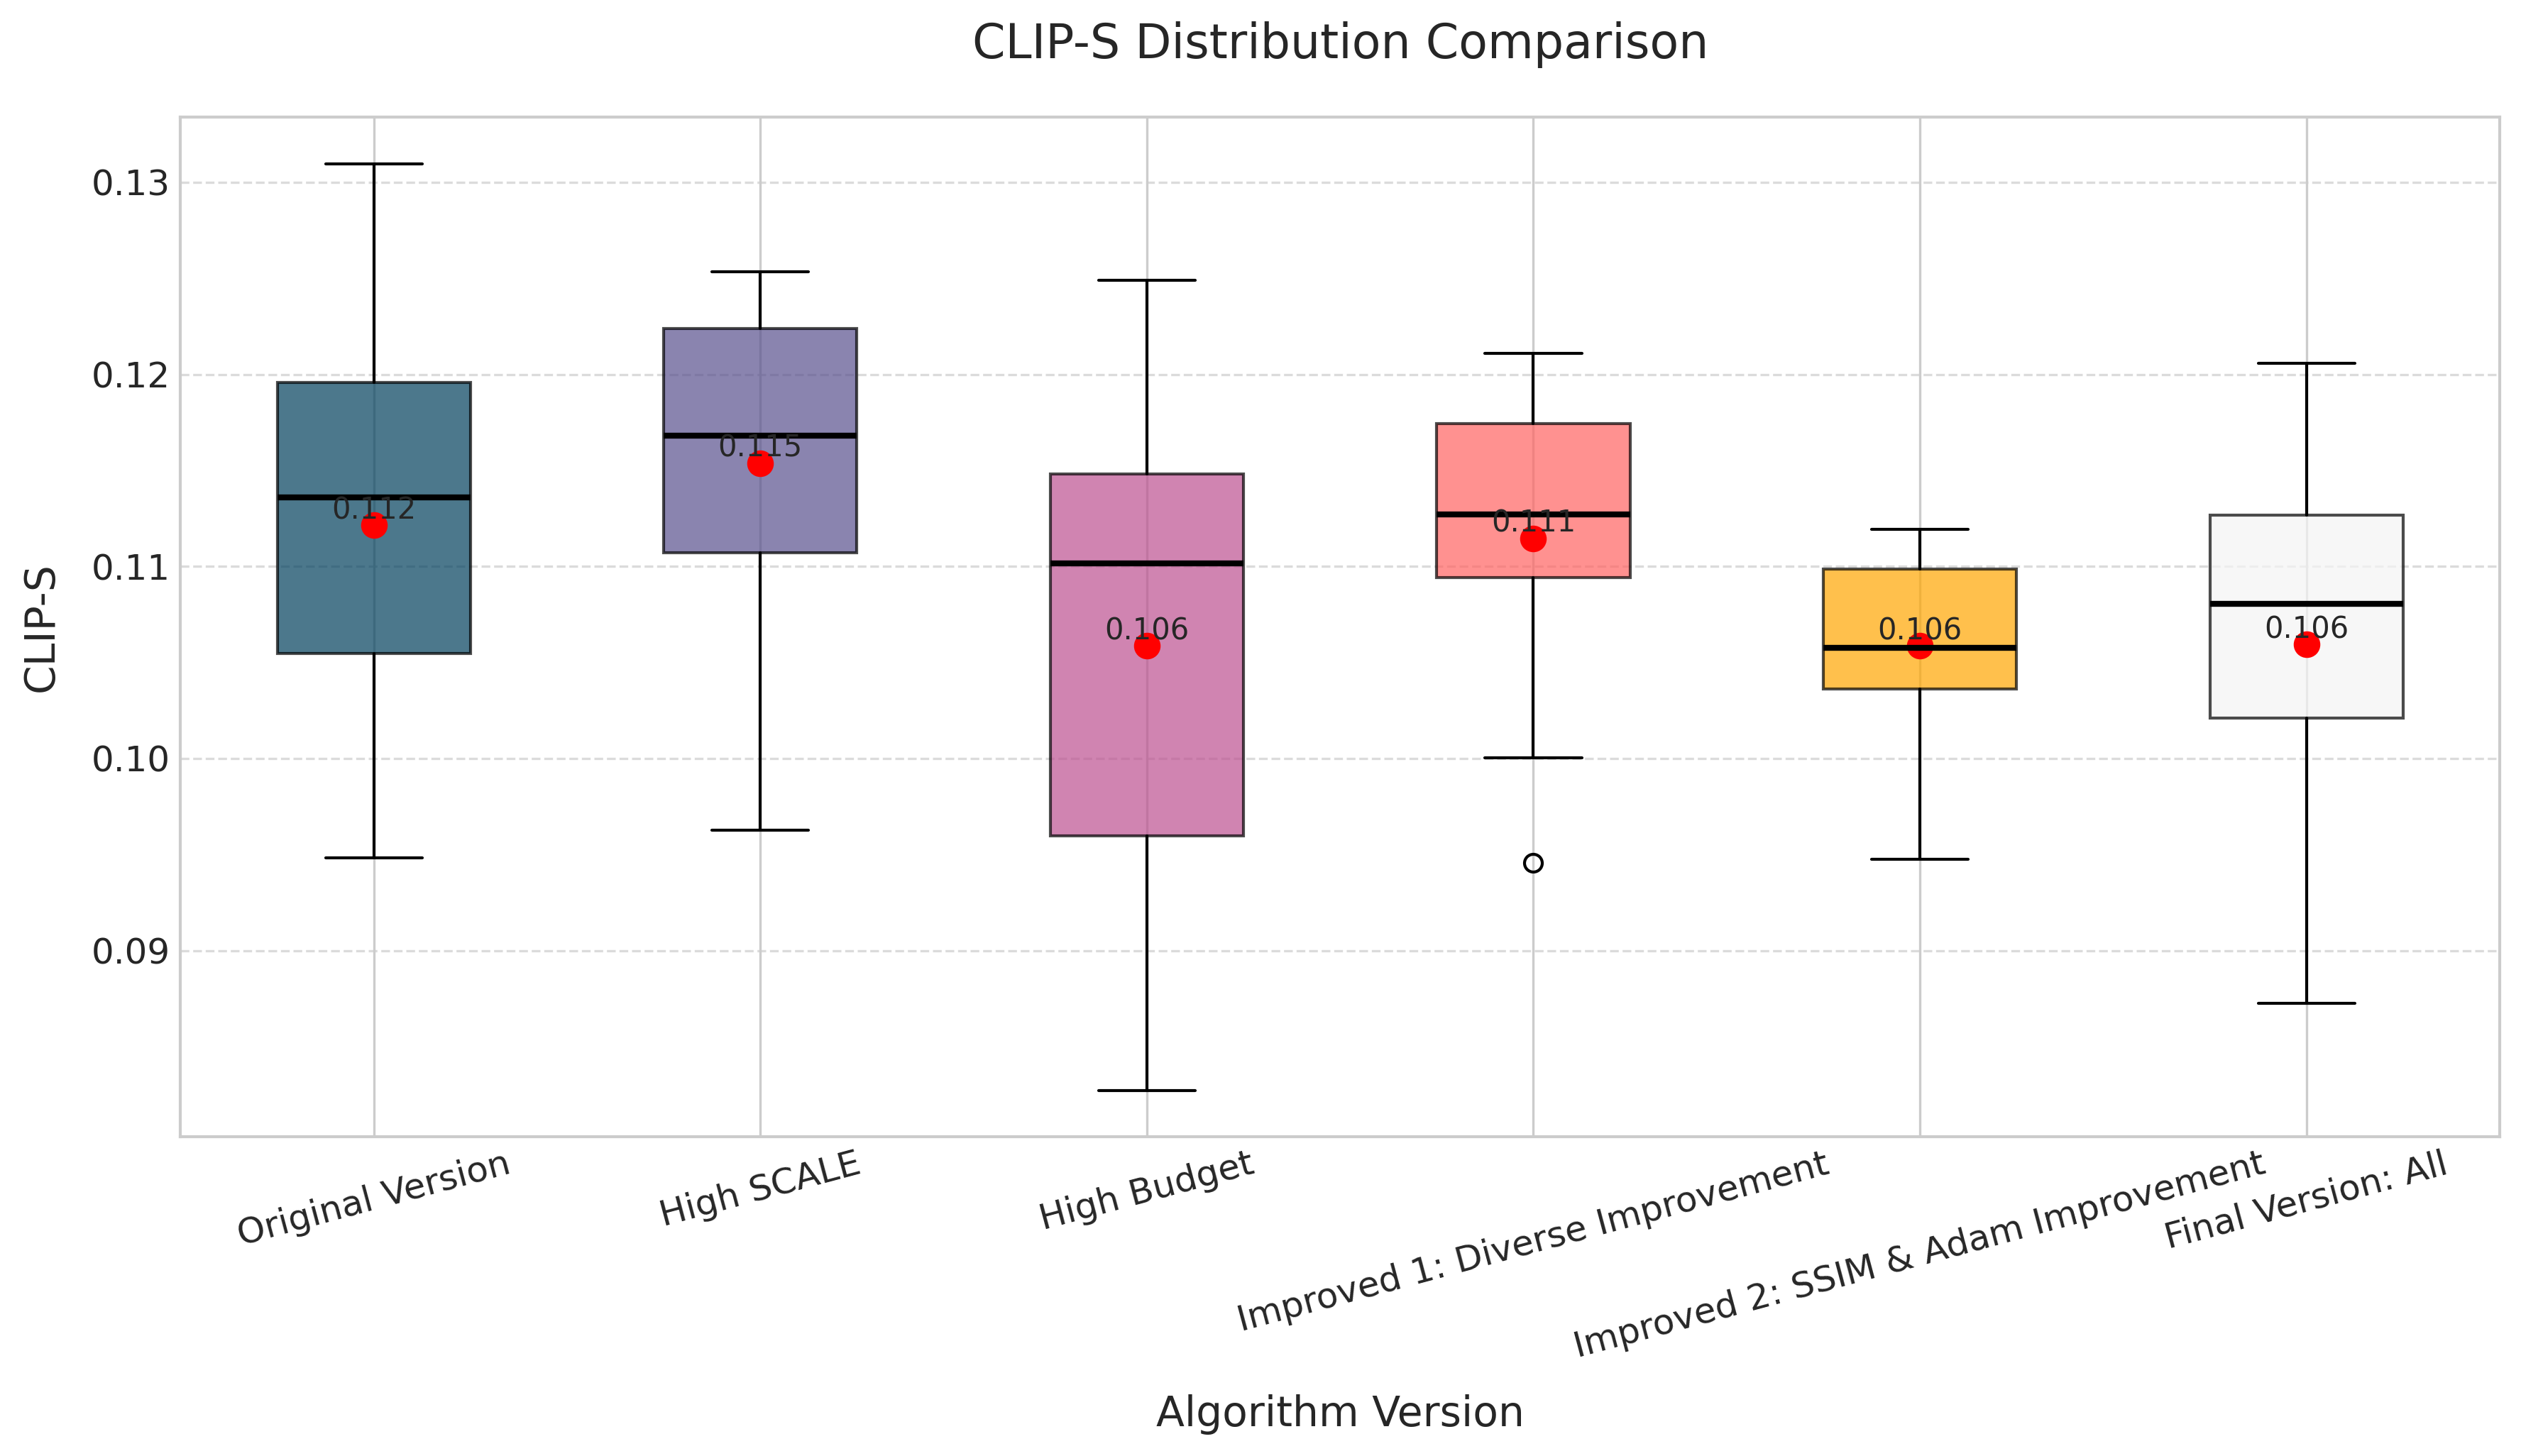 CLIP-S Distribution Comparison
CLIP-S
0.13
0.12
0.11
0.10
0.09
0.112
0.115
0.106
0.111
0.106
0.106
Original Version
High SCALE
High Budget
Improved 1: Diverse Improvement
Improved 2: SSIM & Adam Improvement
Final Version: All
Algorithm Version